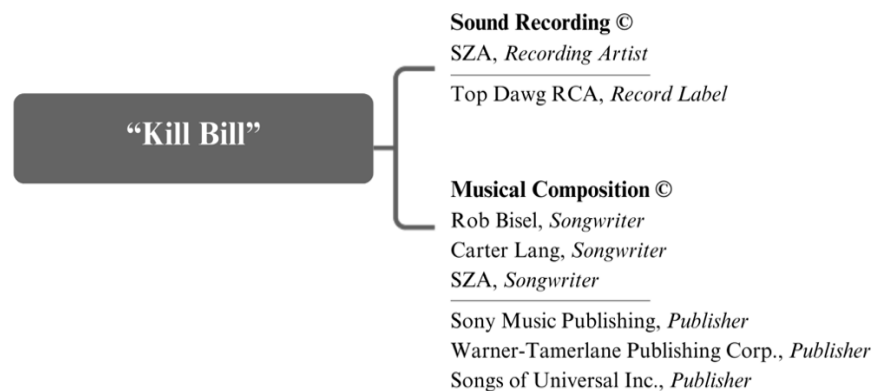 Sound Recording ©
SZA, Recording Artist
Top Dawg RCA, Record Label
“Kill Bill”
Musical Composition ©
Rob Bisel, Songwriter
Carter Lang, Songwriter
SZA, Songwriter
Sony Music Publishing, Publisher
Warner-Tamerlane Publishing Corp., Publisher
Songs of Universal Inc., Publisher